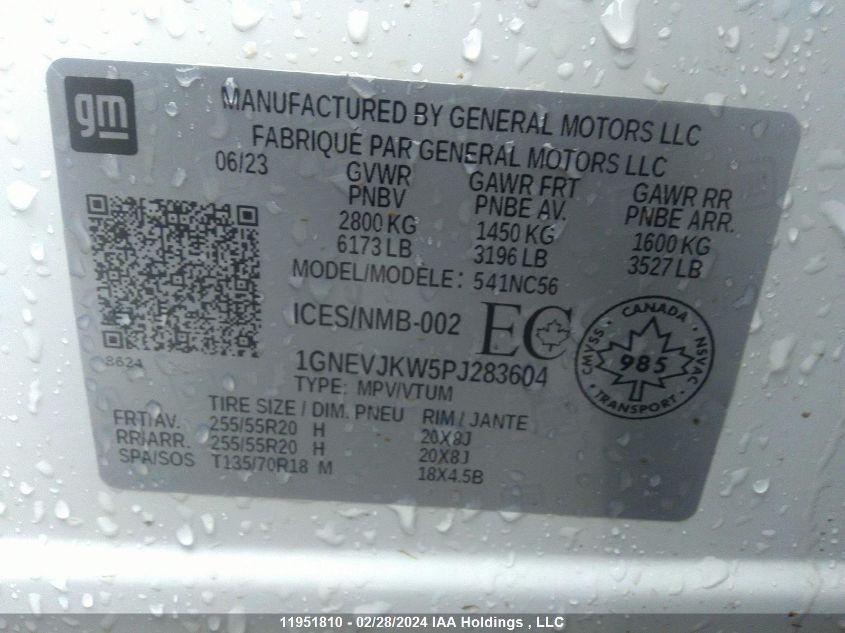 gm
MANUFACTURED BY GENERAL MOTORS LLC
FABRIQUE PAR GENERAL MOTORS LLC
06/23
GVWR
PNBV
2800 KG
6173 LB
GAWR FRT
PNBE AV.
1450 KG
3196 LB
GAWR RR
PNBE ARR.
1600 KG
3527 LB
MODEL/MODÈLE: 541NC56
ICES/NMB-002
EC
CANADA
CMVSS · NSVAC
985
TRANSPORT
8624
1GNEVJKW5PJ283604
TYPE: MPV/VTUM
TIRE SIZE / DIM. PNEU RIM / JANTE
FRT/AV. 255/55R20 H 20X8J
RR/ARR. 255/55R20 H 20X8J
SPA/SOS T135/70R18 M 18X4.5B
11951810 - 02/28/2024 IAA Holdings , LLC